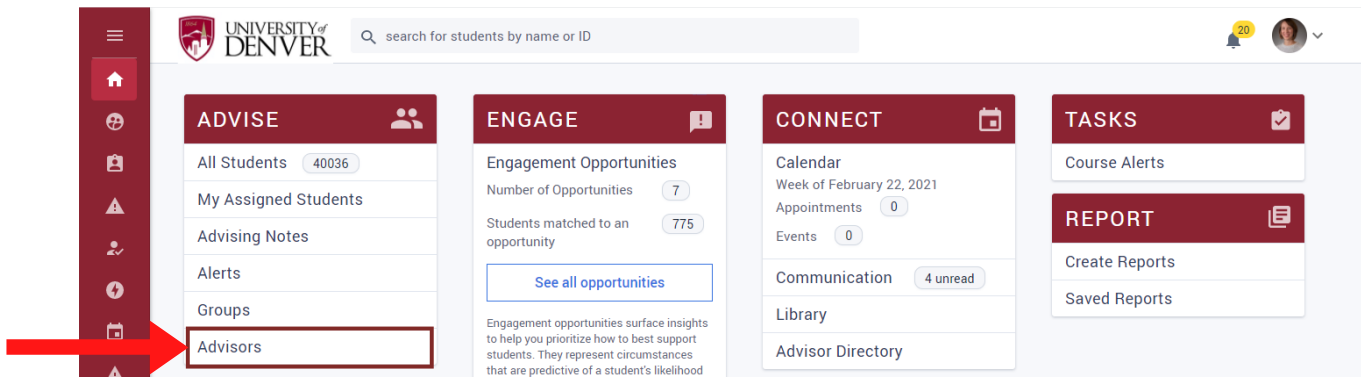 UNIVERSITY of
DENVER
search for students by name or ID
20
ADVISE
All Students 40036
My Assigned Students
Advising Notes
Alerts
Groups
Advisors
ENGAGE
Engagement Opportunities
Number of Opportunities 7
Students matched to an 775
opportunity
See all opportunities
Engagement opportunities surface insights
to help you prioritize how to best support
students. They represent circumstances
that are predictive of a student's likelihood
CONNECT
Calendar
Week of February 22, 2021
Appointments 0
Events 0
Communication 4 unread
Library
Advisor Directory
TASKS
Course Alerts
REPORT
Create Reports
Saved Reports